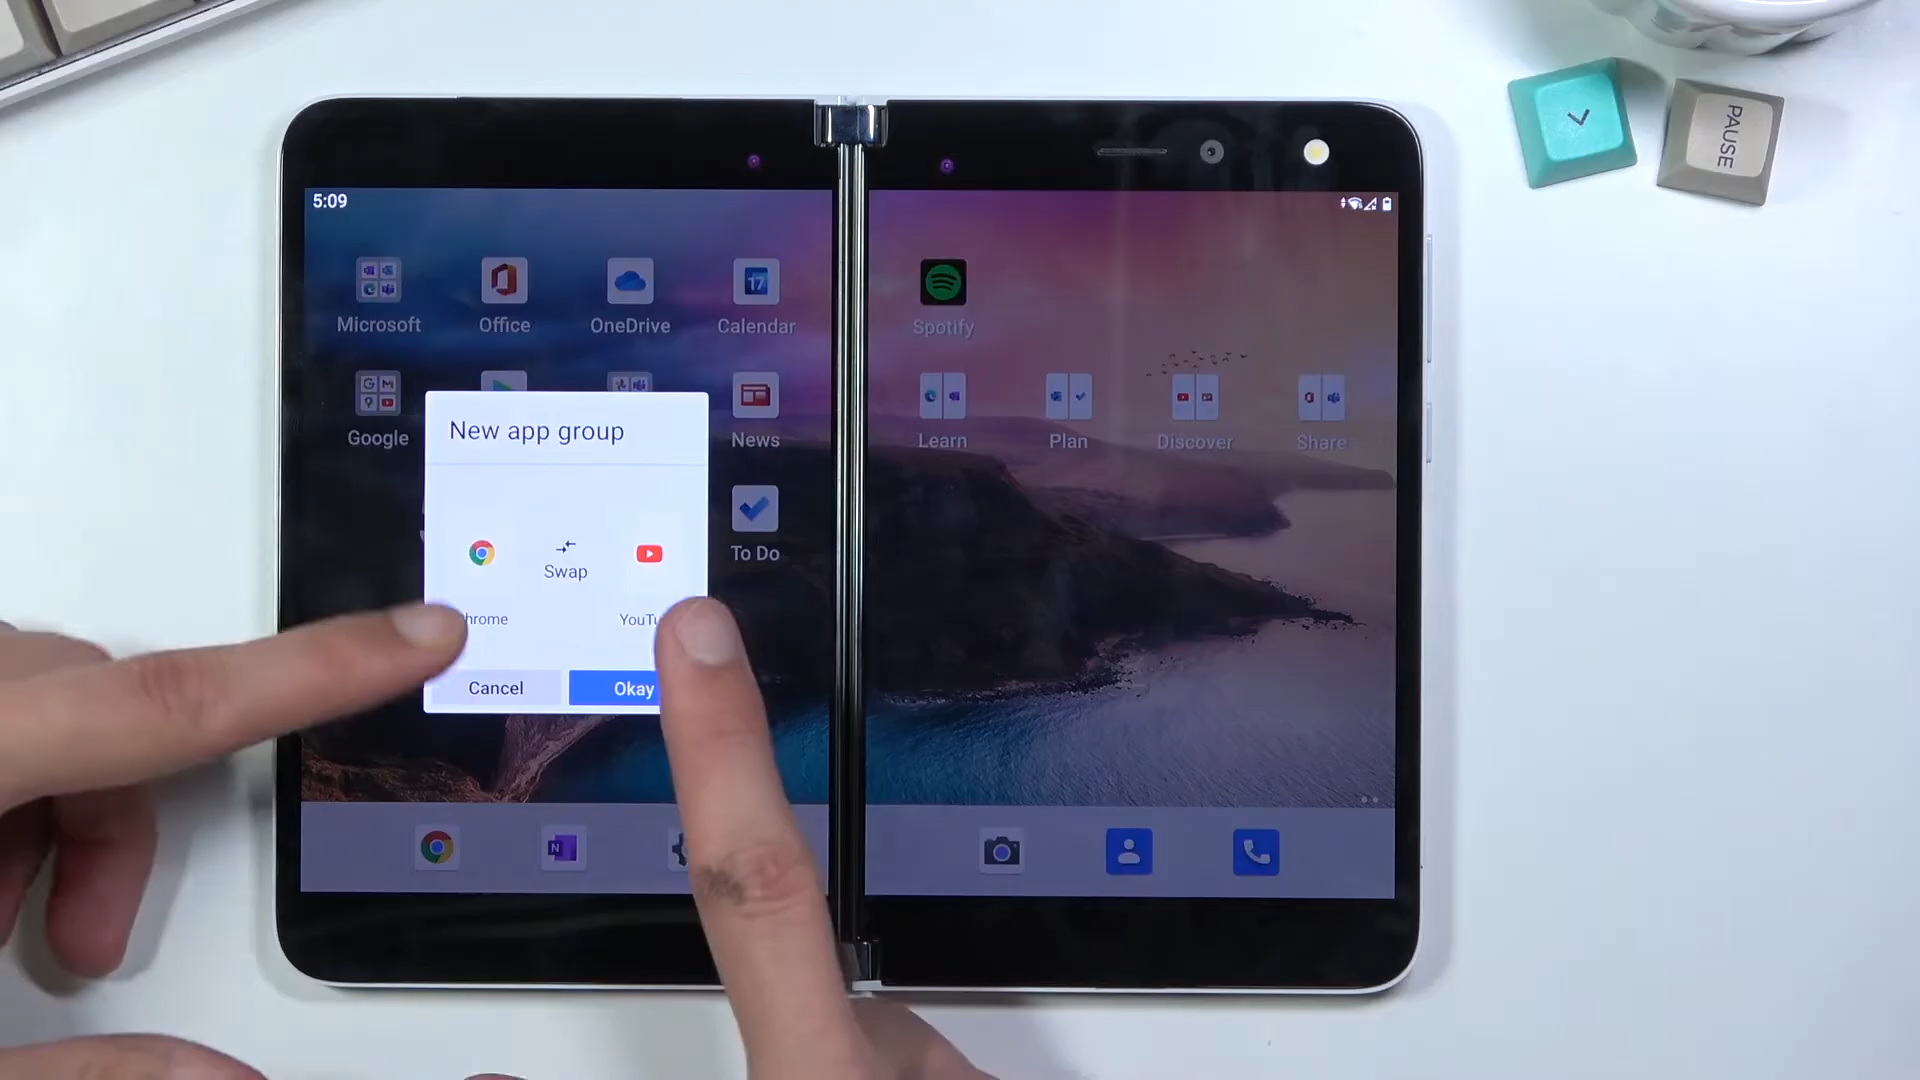 PAUSE
5:09
Microsoft
Office
OneDrive
17
Calendar
Spotify
Google
News
Learn
Plan
Discover
Share
To Do
New app group
Swap
hrome
YouTu
Cancel
Okay
N